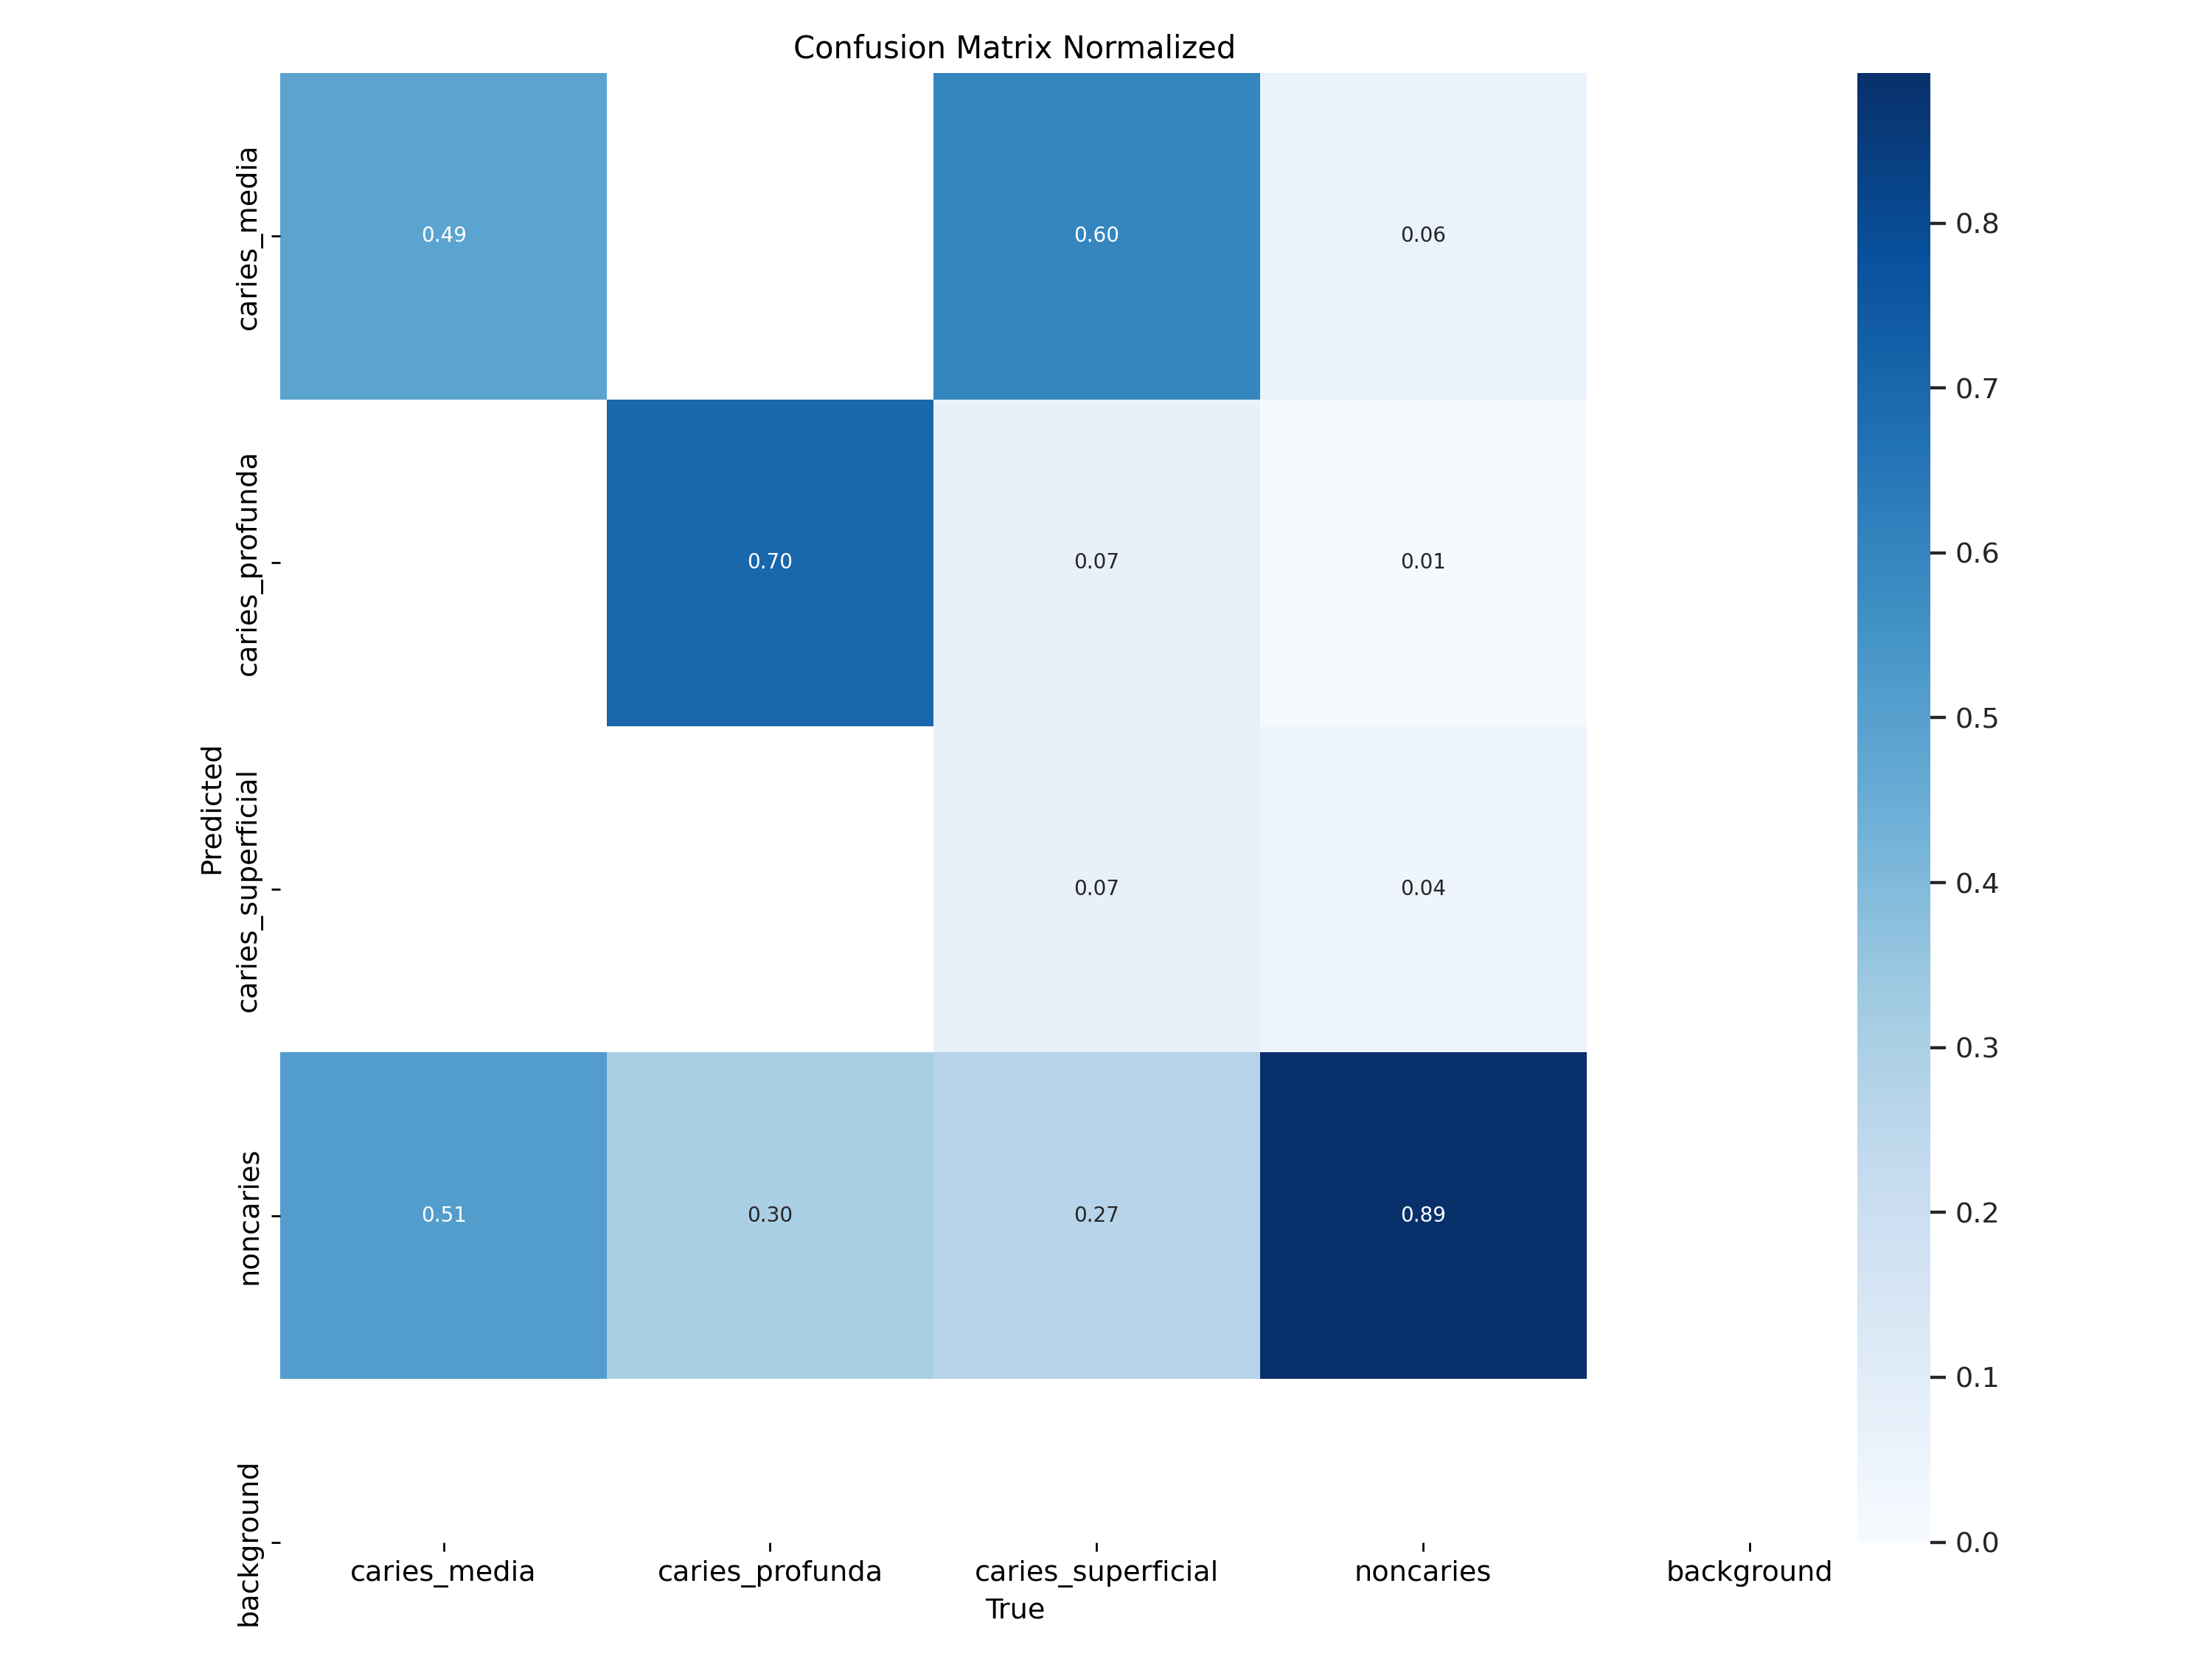 Confusion Matrix Normalized
Predicted
caries_media
0.49
0.60
0.06
caries_profunda
0.70
0.07
0.01
caries_superficial
0.07
0.04
noncaries
0.51
0.30
0.27
0.89
background
caries_media
caries_profunda
caries_superficial
noncaries
background
True
0.8
0.7
0.6
0.5
0.4
0.3
0.2
0.1
0.0